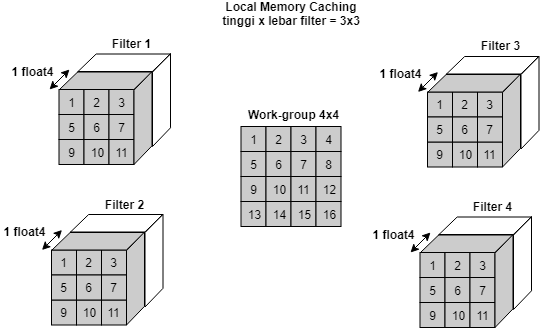 Local Memory Caching
tinggi x lebar filter = 3x3
Filter 1
1 float4
1 2 3
5 6 7
9 10 11
Filter 3
1 float4
1 2 3
5 6 7
9 10 11
Work-group 4x4
1 2 3 4
5 6 7 8
9 10 11 12
13 14 15 16
Filter 2
1 float4
1 2 3
5 6 7
9 10 11
Filter 4
1 float4
1 2 3
5 6 7
9 10 11